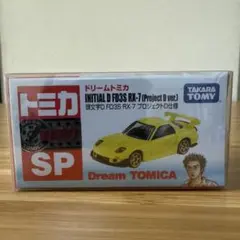 トミカ
SP
ドリームトミカ
INITIAL D FD3S RX-7 (Project D ver.)
頭文字D FD3S RX-7 プロジェクトD仕様
TAKARA
TOMY
Dream TOMICA